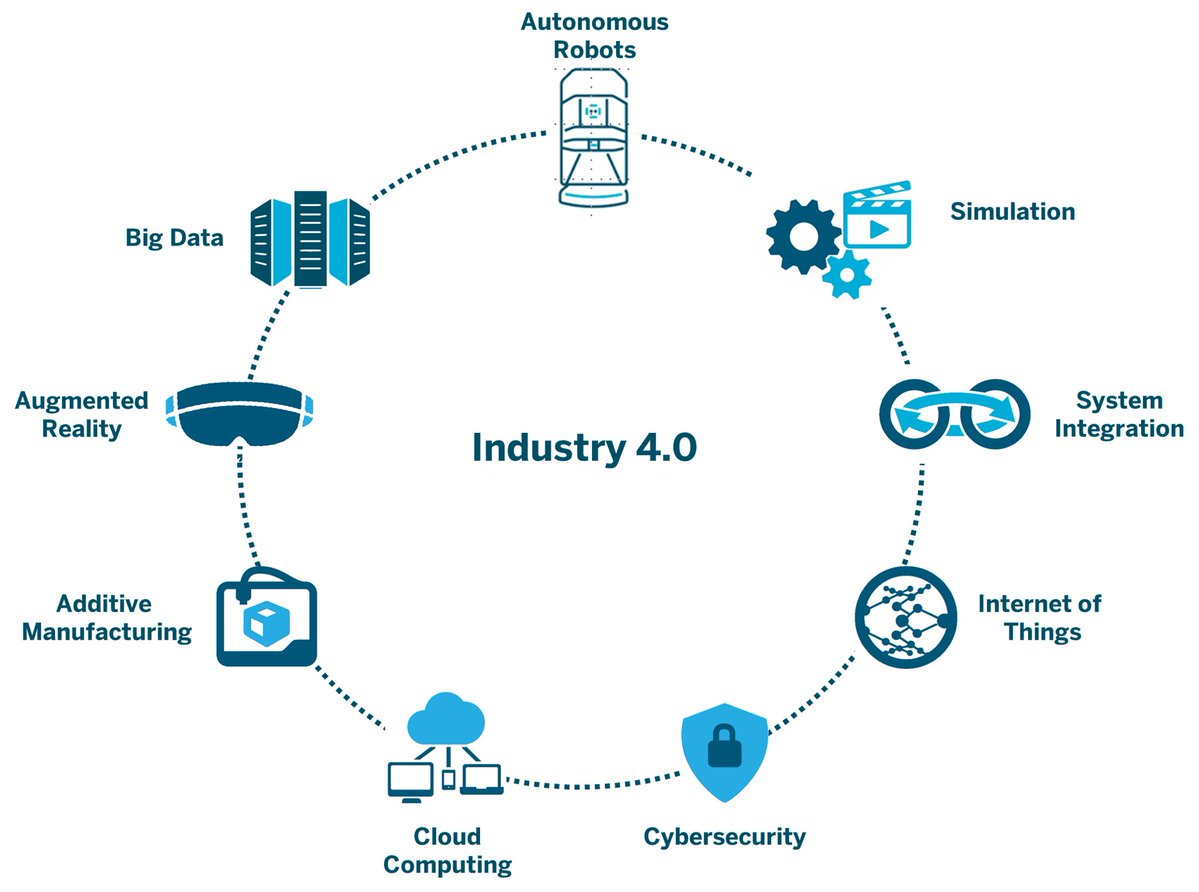 Autonomous
Robots
Simulation
Big Data
System
Integration
Augmented
Reality
Industry 4.0
Internet of
Things
Additive
Manufacturing
Cloud
Computing
Cybersecurity